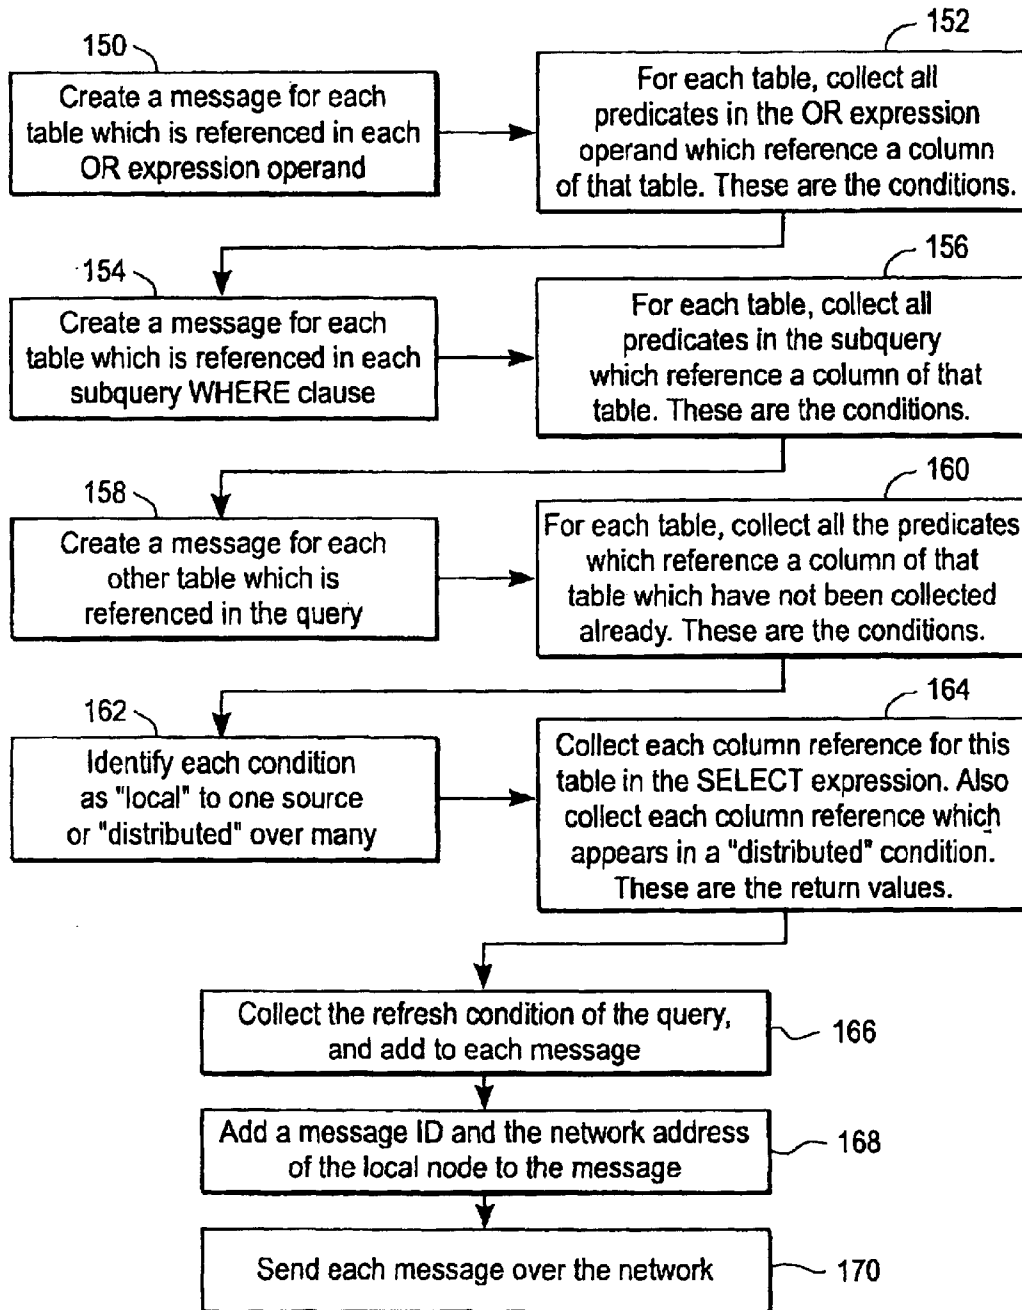 150
Create a message for each
table which is referenced in each
OR expression operand
152
For each table, collect all
predicates in the OR expression
operand which reference a column
of that table. These are the conditions.
154
Create a message for each
table which is referenced in each
subquery WHERE clause
156
For each table, collect all
predicates in the subquery
which reference a column of that
table. These are the conditions.
158
Create a message for each
other table which is
referenced in the query
160
For each table, collect all the predicates
which reference a column of that
table which have not been collected
already. These are the conditions.
162
Identify each condition
as "local" to one source
or "distributed" over many
164
Collect each column reference for this
table in the SELECT expression. Also
collect each column reference which
appears in a "distributed" condition.
These are the return values.
Collect the refresh condition of the query,
and add to each message
166
Add a message ID and the network address
of the local node to the message
168
Send each message over the network
170